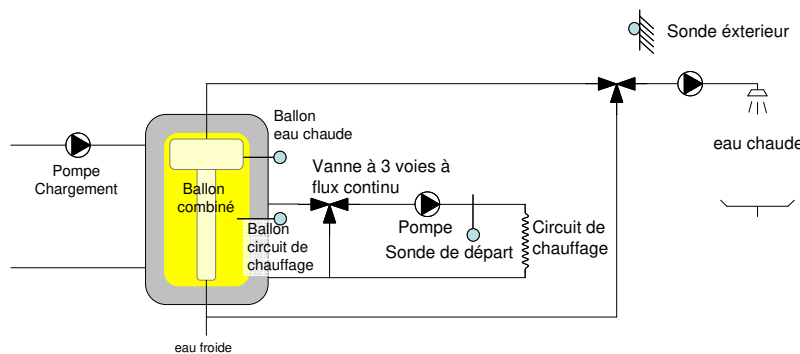 Sonde éxterieur
Ballon
eau chaude
eau chaude
Pompe
Chargement
Vanne à 3 voies à
flux continu
Ballon
combiné
Pompe
Ballon
circuit de
chauffage
Sonde de départ
Circuit de
chauffage
eau froide